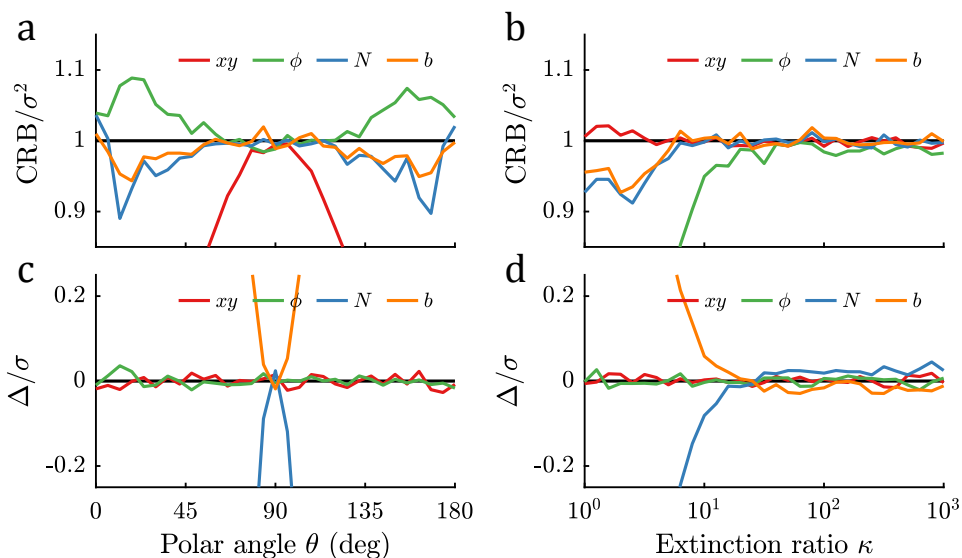 a
xy ϕ N b
CRB/σ²
1.1
1
0.9
b
xy ϕ N b
CRB/σ²
1.1
1
0.9
c
xy ϕ N b
Δ/σ
0.2
0
-0.2
0 45 90 135 180
Polar angle θ (deg)
d
xy ϕ N b
Δ/σ
0.2
0
-0.2
10⁰ 10¹ 10² 10³
Extinction ratio κ